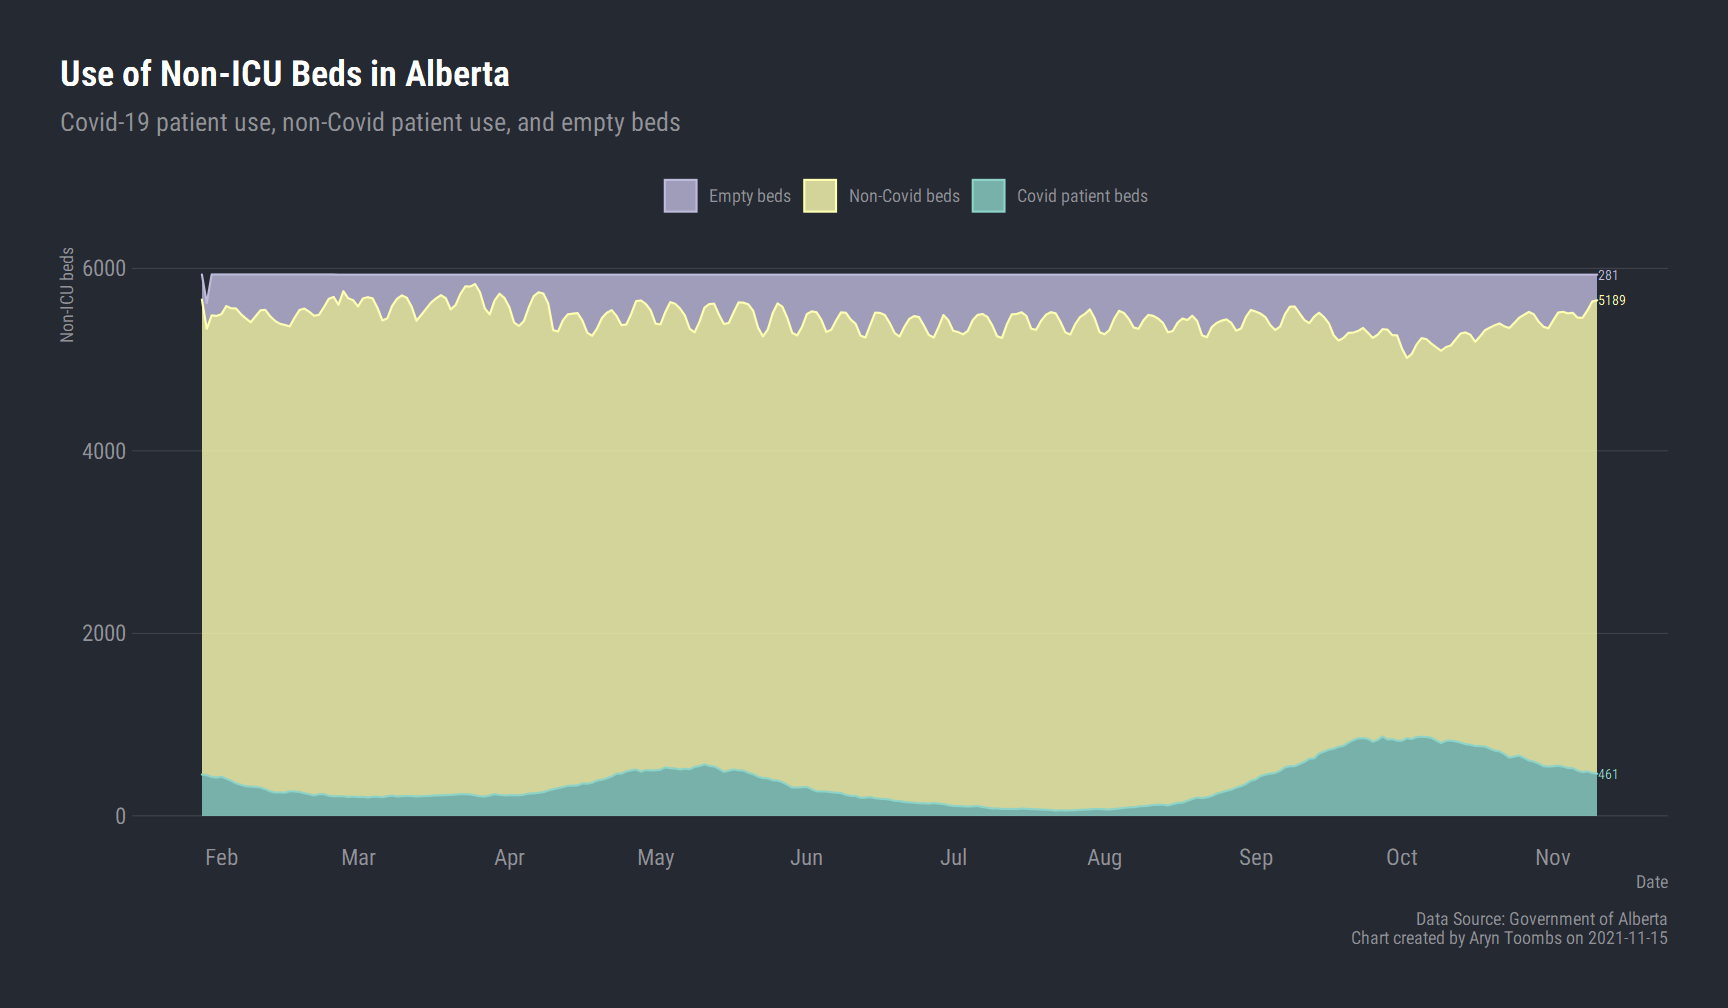 Use of Non-ICU Beds in Alberta
Covid-19 patient use, non-Covid patient use, and empty beds
Empty beds
Non-Covid beds
Covid patient beds
Non-ICU beds
6000
4000
2000
0
281
5189
461
Feb
Mar
Apr
May
Jun
Jul
Aug
Sep
Oct
Nov
Date
Data Source: Government of Alberta
Chart created by Aryn Toombs on 2021-11-15